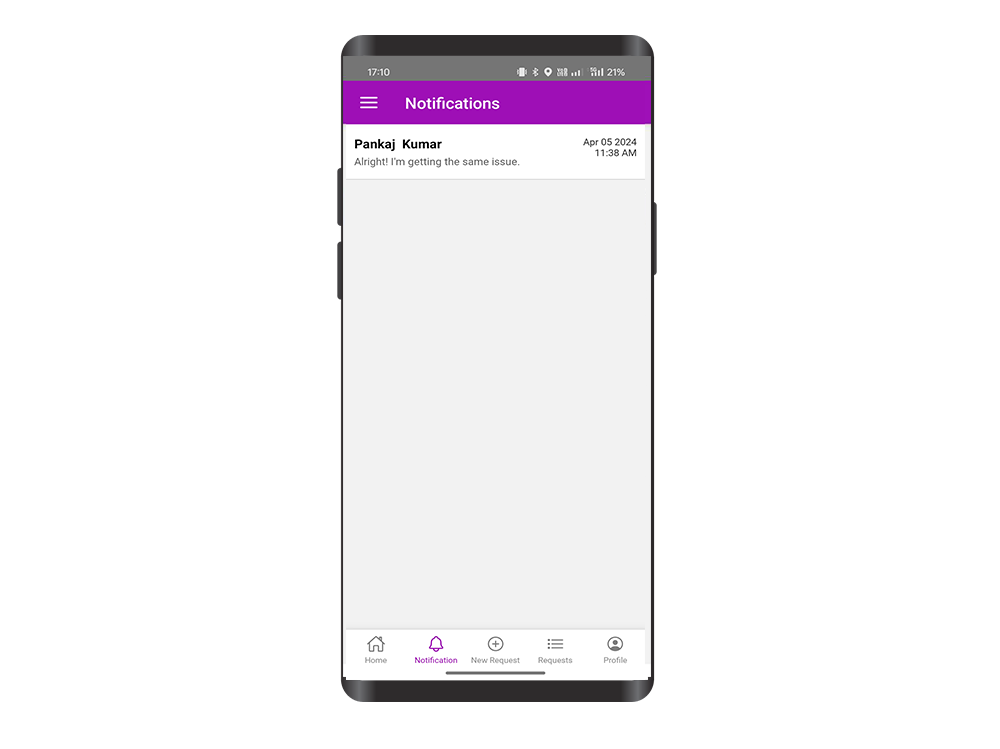 17:10
21%
Notifications
Pankaj Kumar
Apr 05 2024
11:38 AM
Alright! I'm getting the same issue.
Home
Notification
New Request
Requests
Profile